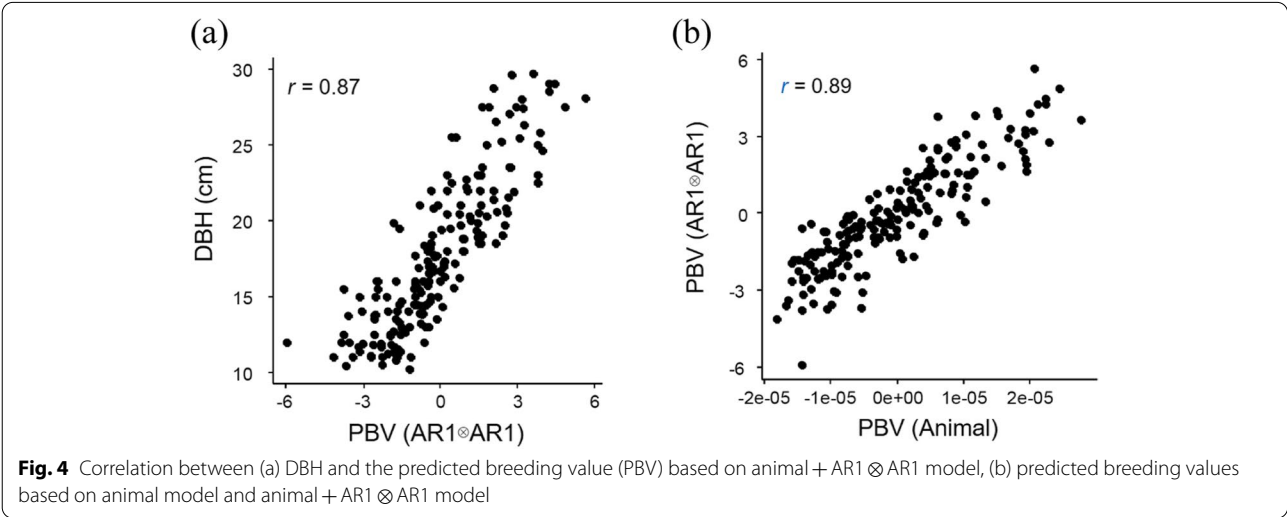 (a)
r = 0.87
DBH (cm)
30
25
20
15
10
-6 -3 0 3 6
PBV (AR1⊗AR1)
(b)
r = 0.89
PBV (AR1⊗AR1)
6
3
0
-3
-6
-2e-05 -1e-05 0e+00 1e-05 2e-05
PBV (Animal)
Fig. 4 Correlation between (a) DBH and the predicted breeding value (PBV) based on animal + AR1 ⊗ AR1 model, (b) predicted breeding values
based on animal model and animal + AR1 ⊗ AR1 model